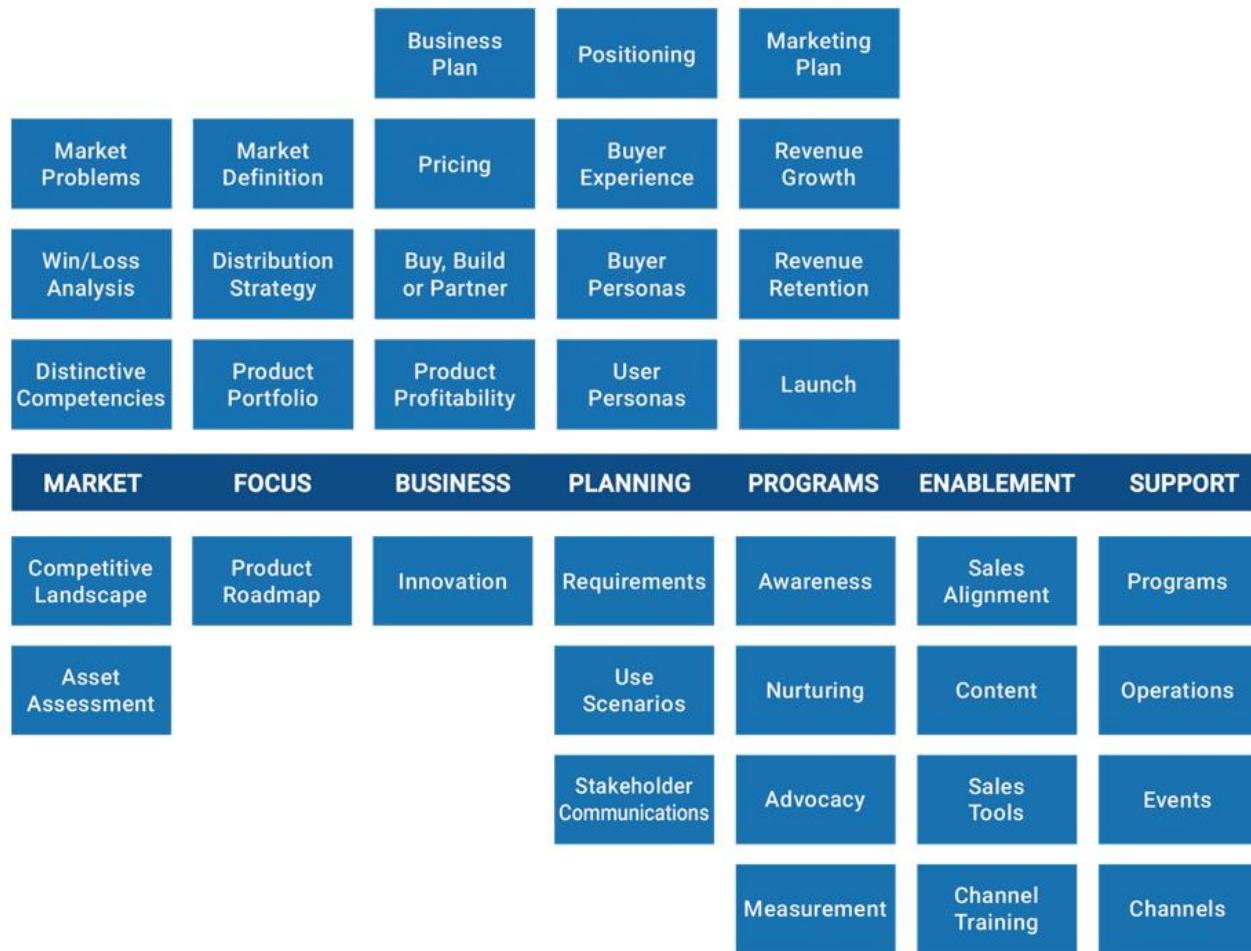 Business
Plan
Positioning
Marketing
Plan
Market
Problems
Market
Definition
Pricing
Buyer
Experience
Revenue
Growth
Win/Loss
Analysis
Distribution
Strategy
Buy, Build
or Partner
Buyer
Personas
Revenue
Retention
Distinctive
Competencies
Product
Portfolio
Product
Profitability
User
Personas
Launch
MARKET FOCUS BUSINESS PLANNING PROGRAMS ENABLEMENT SUPPORT
Competitive
Landscape
Product
Roadmap
Innovation
Requirements
Awareness
Sales
Alignment
Programs
Asset
Assessment
Use
Scenarios
Nurturing
Content
Operations
Stakeholder
Communications
Advocacy
Sales
Tools
Events
Measurement
Channel
Training
Channels